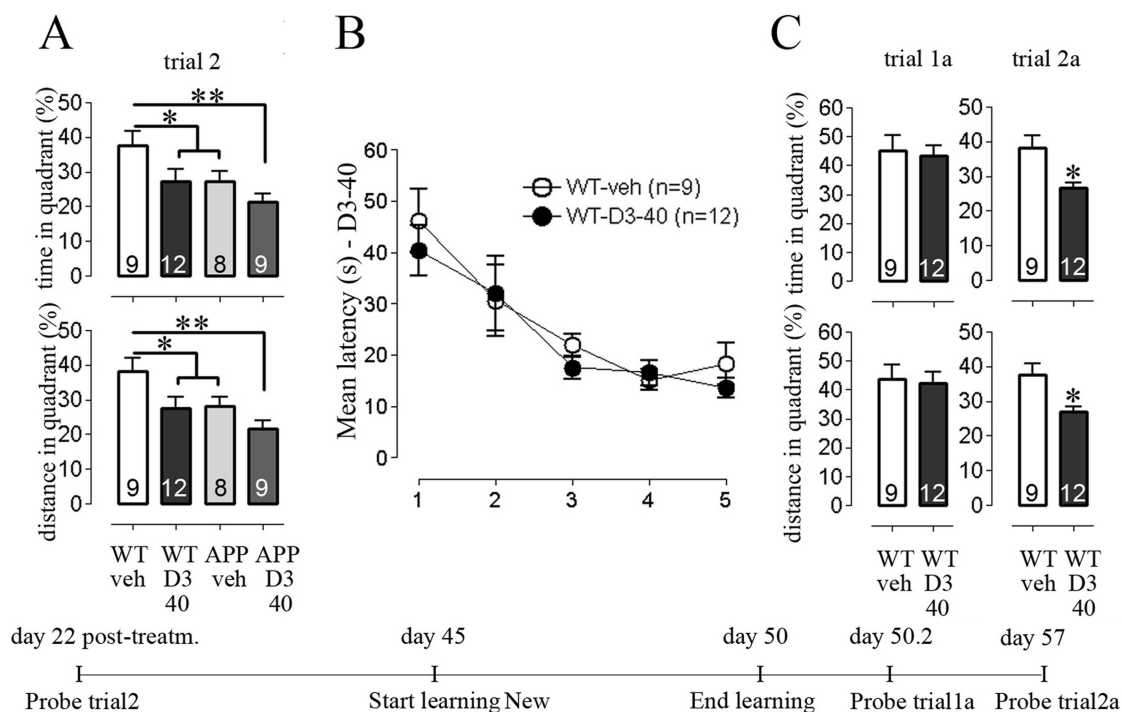 A
trial 2
time in quadrant (%)
50
40
30
20
10
0
**
*
9
12
8
9
distance in quadrant (%)
50
40
30
20
10
0
**
*
9
12
8
9
WT veh
WT D3 40
APP veh
APP D3 40
B
Mean latency (s) - D3-40
60
50
40
30
20
10
0
WT-veh (n=9)
WT-D3-40 (n=12)
1 2 3 4 5
C
trial 1a
trial 2a
time in quadrant (%)
60
50
40
30
20
10
0
9
12
50
40
30
20
10
0
*
9
12
distance in quadrant (%)
60
50
40
30
20
10
0
9
12
50
40
30
20
10
0
*
9
12
WT veh
WT D3 40
WT veh
WT D3 40
day 22 post-treatm.
day 45
day 50
day 50.2
day 57
Probe trial2
Start learning New
End learning
Probe trial1a
Probe trial2a